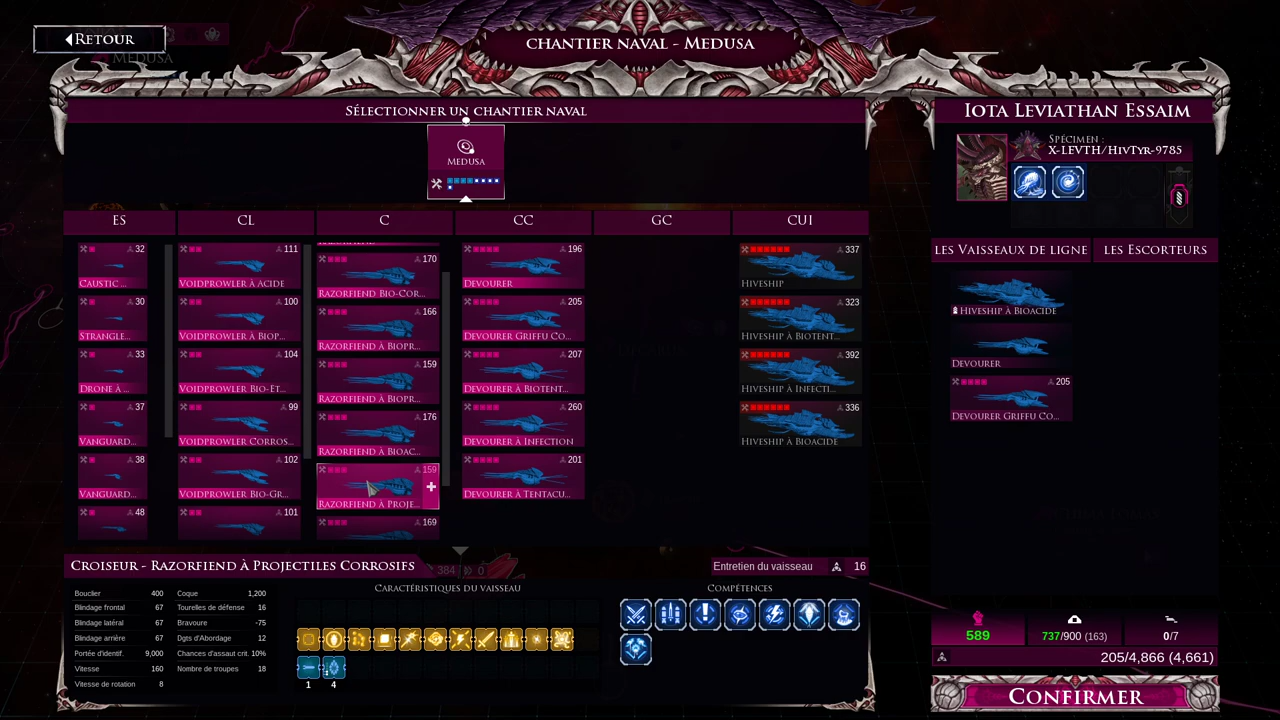 Retour
chantier naval - Medusa
Medusa
Sélectionner un chantier naval
Medusa
ES
CL
C
CC
GC
CUI
32
Caustic ...
30
Strangle...
33
Drone à ...
37
Vanguard...
38
Vanguard...
48
111
Voidprowler à acide
100
Voidprowler à Biop...
104
Voidprowler Bio-Et...
99
Voidprowler Corros...
102
Voidprowler Bio-Gr...
101
170
Razorfiend Bio-Cor...
166
Razorfiend à Biopr...
159
Razorfiend à Biopr...
176
Razorfiend à Bioac...
159
Razorfiend à Proje...
169
196
Devourer
205
Devourer Griffu Co...
207
Devourer à Biotent...
260
Devourer à Infection
201
Devourer à Tentacu...
337
Hiveship
323
Hiveship à Biotent...
392
Hiveship à Infecti...
336
Hiveship à Bioacide
Iota Leviathan Essaim
Spécimen :
X-LEVTH/HivTyr-9785
Les Vaisseaux de ligne
Les Escorteurs
Hiveship à Bioacide
Devourer
205
Devourer Griffu Co...
Croiseur - Razorfiend à Projectiles Corrosifs
384
0
Entretien du vaisseau
16
Bouclier 400
Blindage frontal 67
Blindage latéral 67
Blindage arrière 67
Portée d'identif. 9,000
Vitesse 160
Vitesse de rotation 8
Coque 1,200
Tourelles de défense 16
Bravoure -75
Dgts d'Abordage 12
Chances d'assaut crit. 10%
Nombre de troupes 18
Caractéristiques du vaisseau
1
4
Compétences
589
737/900 (163)
0/7
205/4,866 (4,661)
Confirmer